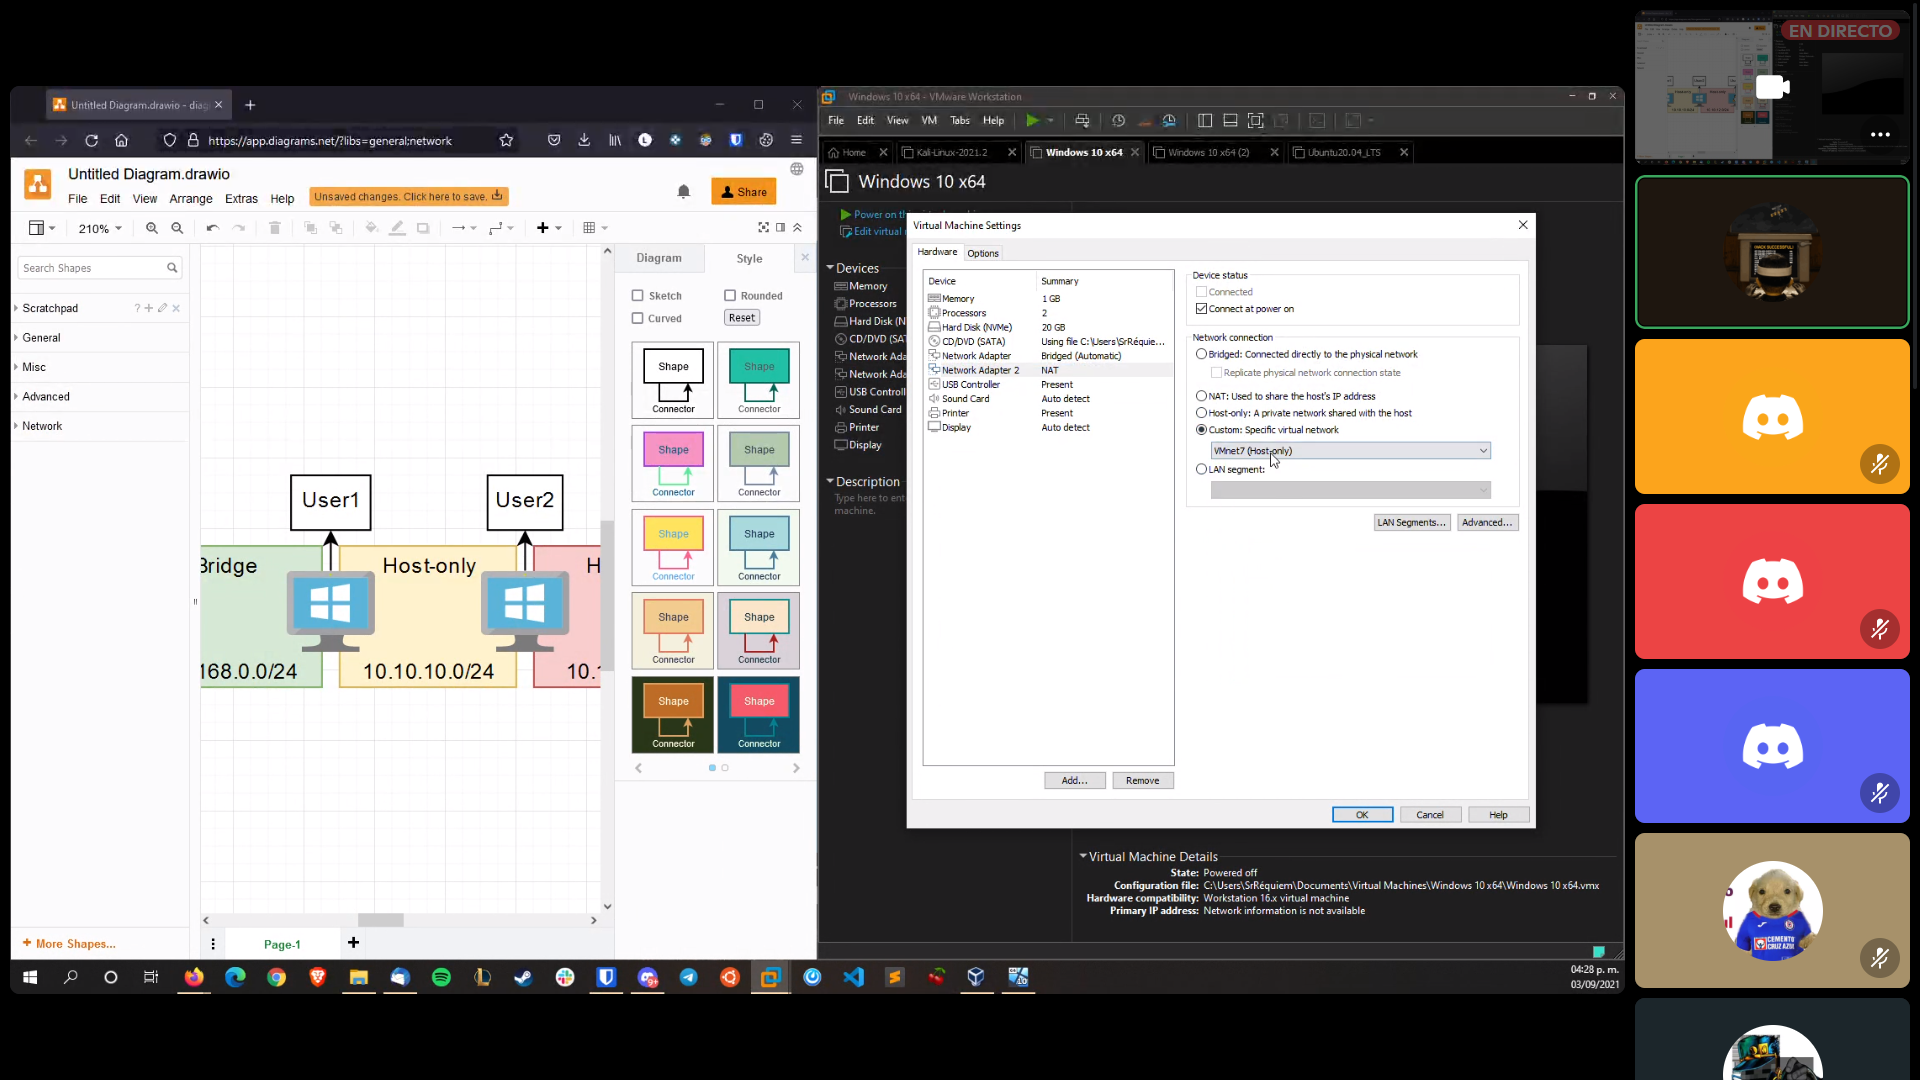 EN DIRECTO
Untitled Diagram.drawio - diag
https://app.diagrams.net/?libs=general;network
Untitled Diagram.drawio
File Edit View Arrange Extras Help
Unsaved changes. Click here to save.
Share
210%
Search Shapes
Scratchpad
General
Misc
Advanced
Network
Diagram Style
Sketch Rounded
Curved Reset
Shape Shape
Connector Connector
Shape Shape
Connector Connector
Shape Shape
Connector Connector
Shape Shape
Connector Connector
Shape Shape
Connector Connector
User1 User2
Bridge Host-only H
168.0.0/24 10.10.10.0/24 10.1
More Shapes...
Page-1
Windows 10 x64 - VMware Workstation
File Edit View VM Tabs Help
Home Kali-Linux-2021.2 Windows 10 x64 Windows 10 x64 (2) Ubuntu20.04_LTS
Windows 10 x64
Power on th
Edit virtual
Devices
Memory
Processors
Hard Disk (N
CD/DVD (SAT
Network Ada
Network Ada
USB Control
Sound Card
Printer
Display
Description
Type here to ente
machine.
Virtual Machine Settings
Hardware Options
Device Summary
Memory 1 GB
Processors 2
Hard Disk (NVMe) 20 GB
CD/DVD (SATA) Using file C:\Users\SrRéquie...
Network Adapter Bridged (Automatic)
Network Adapter 2 NAT
USB Controller Present
Sound Card Auto detect
Printer Present
Display Auto detect
Add... Remove
Device status
Connected
Connect at power on
Network connection
Bridged: Connected directly to the physical network
Replicate physical network connection state
NAT: Used to share the host's IP address
Host-only: A private network shared with the host
Custom: Specific virtual network
VMnet7 (Host-only)
LAN segment:
LAN Segments... Advanced...
OK Cancel Help
Virtual Machine Details
State: Powered off
Configuration file: C:\Users\SrRéquiem\Documents\Virtual Machines\Windows 10 x64\Windows 10 x64.vmx
Hardware compatibility: Workstation 16.x virtual machine
Primary IP address: Network information is not available
04:28 p. m.
03/09/2021